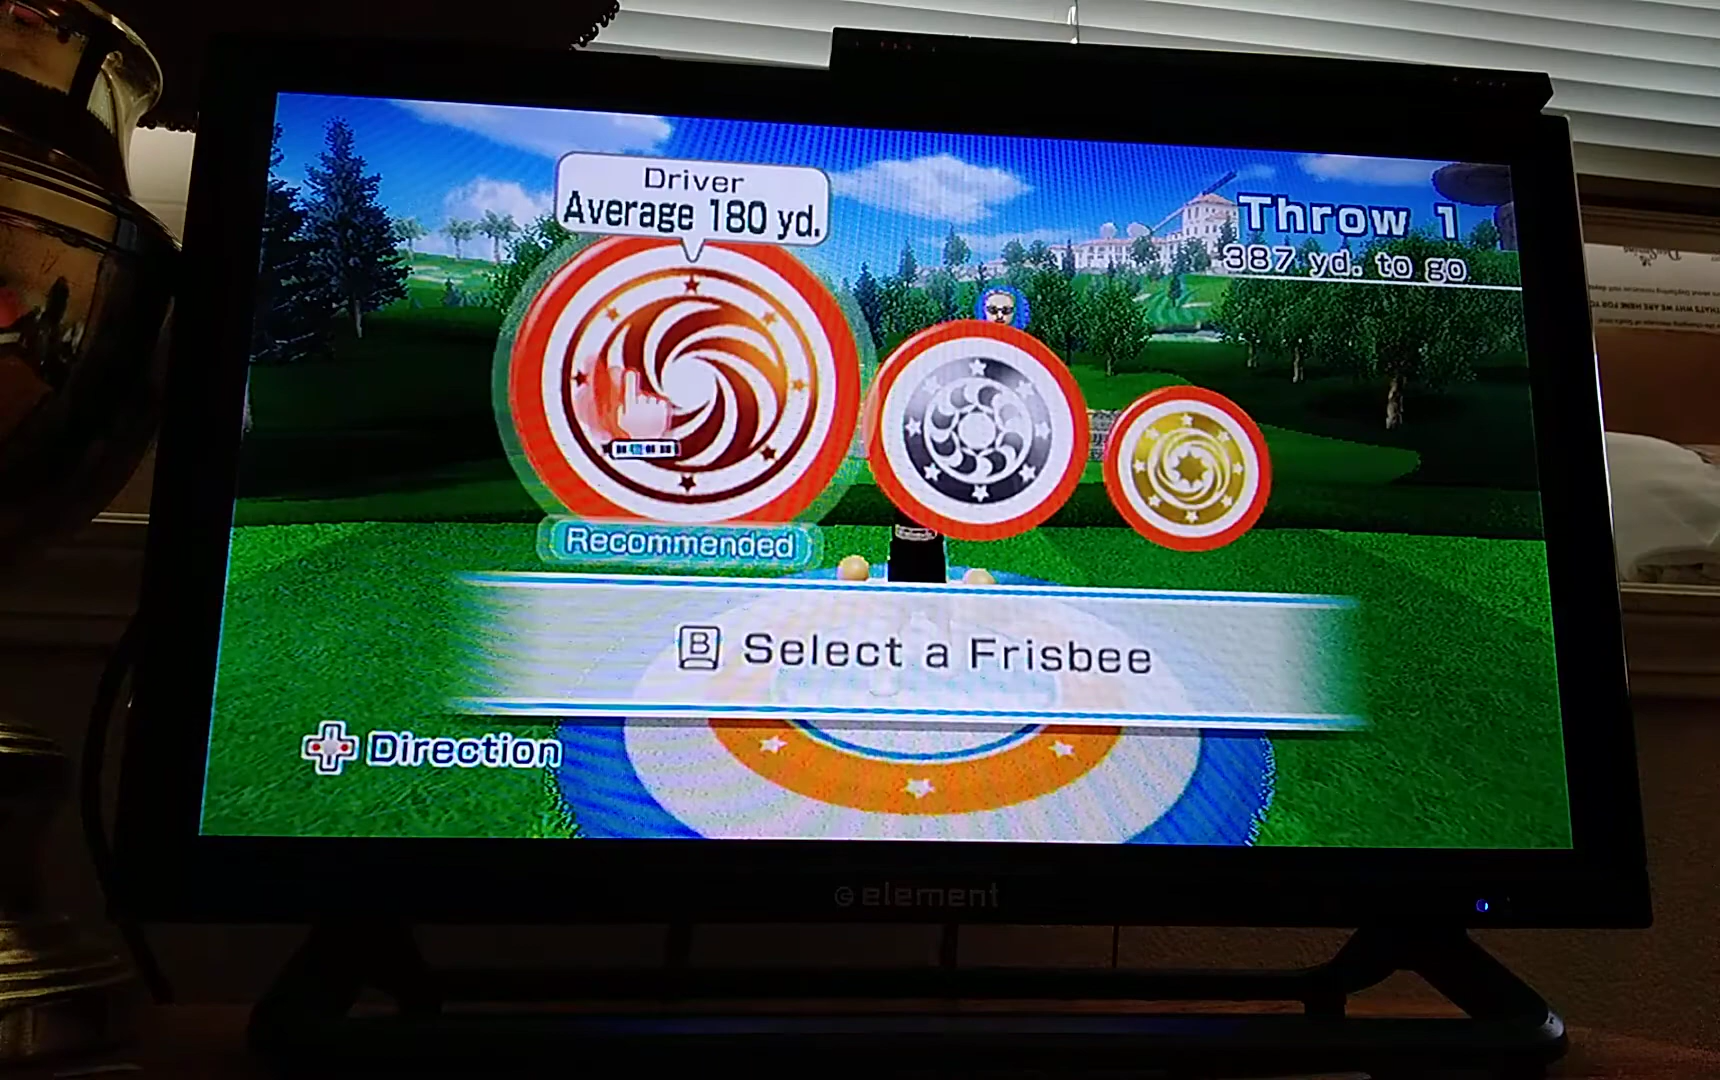 Driver
Average 180 yd.
Throw 1
387 yd. to go
Recommended
B Select a Frisbee
Direction
element